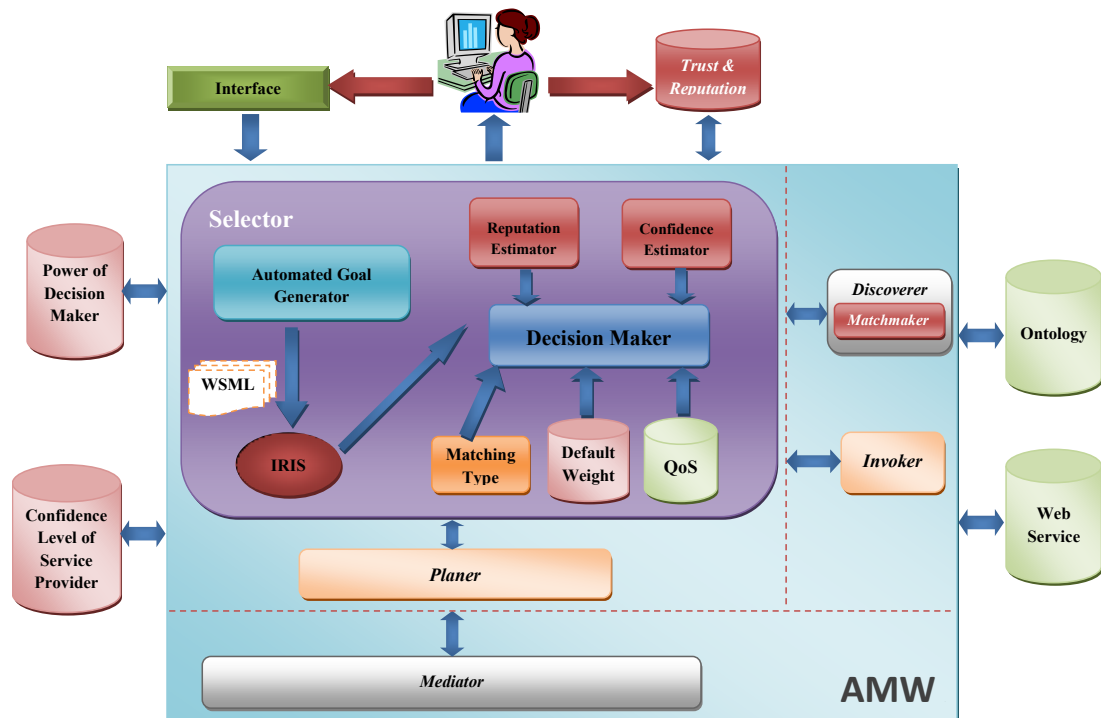 Interface
Trust &
Reputation
Selector
Reputation
Estimator
Confidence
Estimator
Power of
Decision
Maker
Automated Goal
Generator
Discoverer
Matchmaker
Decision Maker
Ontology
WSML
IRIS
Matching
Type
Default
Weight
QoS
Invoker
Confidence
Level of
Service
Provider
Web
Service
Planer
Mediator
AMW